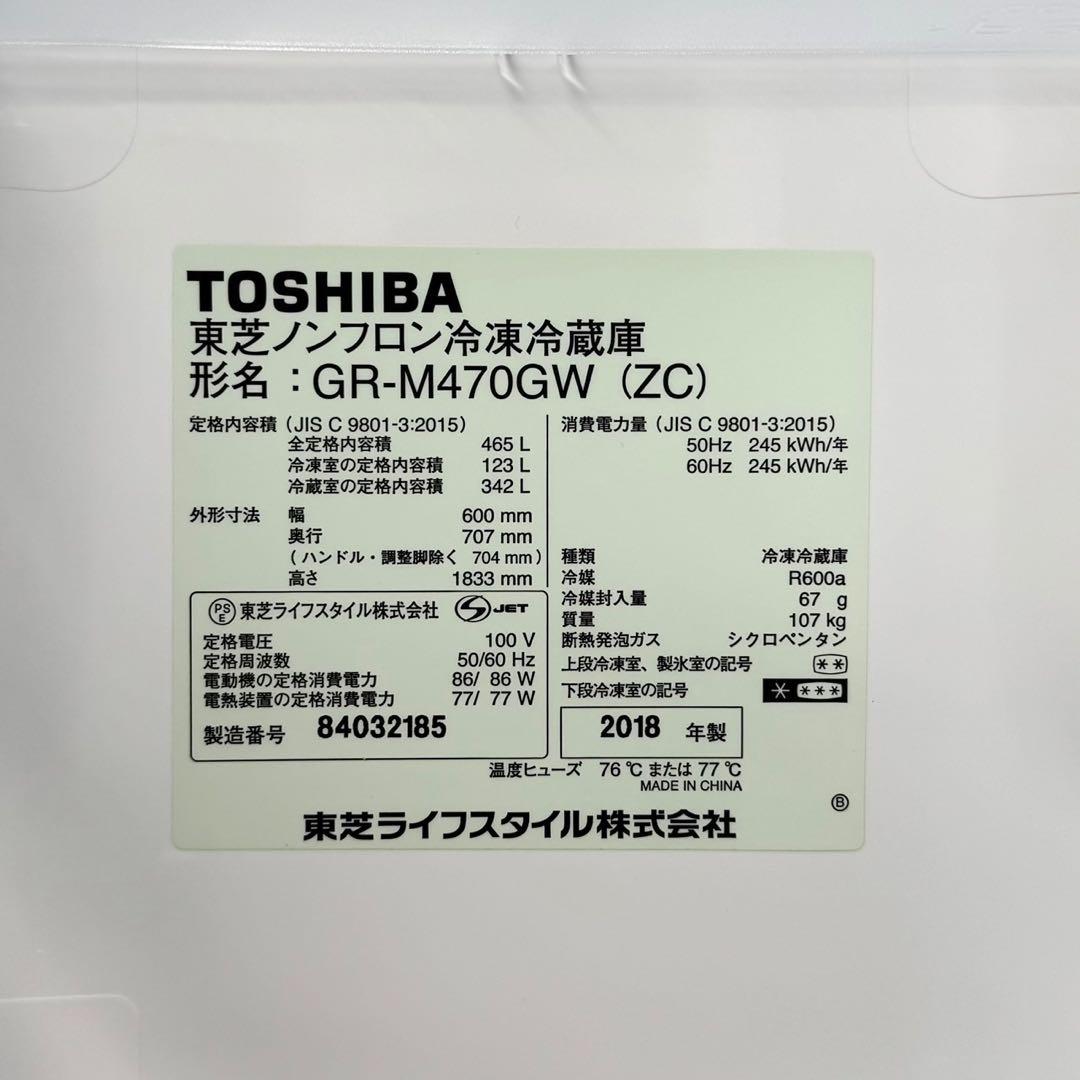 TOSHIBA
東芝ノンフロン冷凍冷蔵庫
形名：GR-M470GW（ZC）
定格内容積（JIS C 9801-3:2015）
全定格内容積 465 L
冷凍室の定格内容積 123 L
冷蔵室の定格内容積 342 L
外形寸法 幅 600 mm
奥行 707 mm
（ハンドル・調整脚除く 704 mm）
高さ 1833 mm
PSE 東芝ライフスタイル株式会社 S JET
定格電圧 100 V
定格周波数 50/60 Hz
電動機の定格消費電力 86/ 86 W
電熱装置の定格消費電力 77/ 77 W
製造番号 84032185
消費電力量（JIS C 9801-3:2015）
50Hz 245 kWh/年
60Hz 245 kWh/年
種類 冷凍冷蔵庫
冷媒 R600a
冷媒封入量 67 g
質量 107 kg
断熱発泡ガス シクロペンタン
上段冷凍室、製氷室の記号 **
下段冷凍室の記号 * ***
2018 年製
温度ヒューズ 76 ℃ または 77 ℃
MADE IN CHINA
Ⓑ
東芝ライフスタイル株式会社